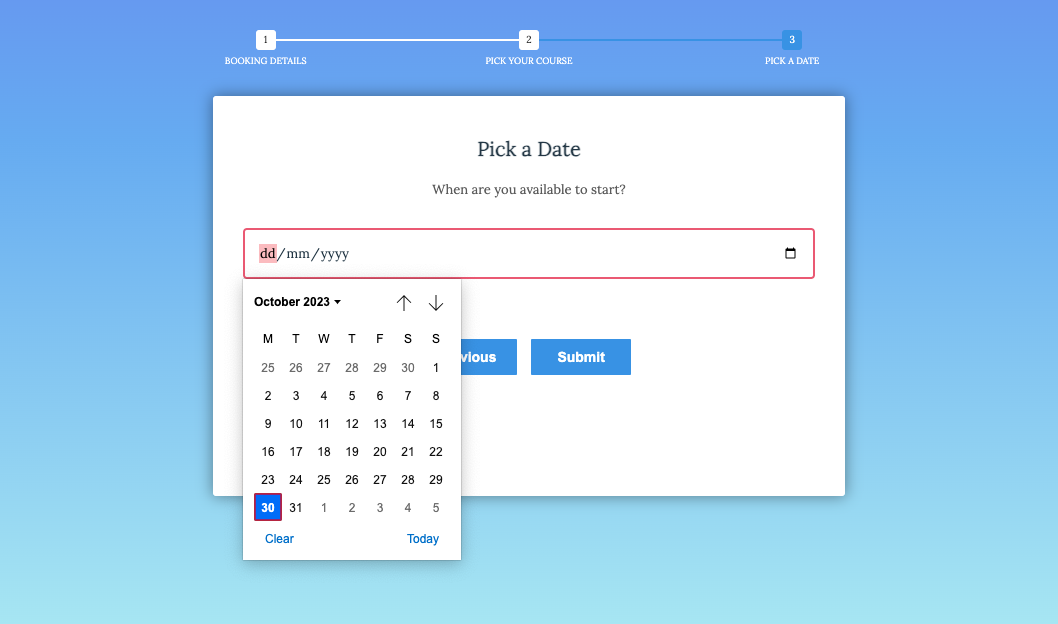 1 2 3
BOOKING DETAILS PICK YOUR COURSE PICK A DATE
Pick a Date
When are you available to start?
dd/mm/yyyy
October 2023
M T W T F S S
25 26 27 28 29 30 1
2 3 4 5 6 7 8
9 10 11 12 13 14 15
16 17 18 19 20 21 22
23 24 25 26 27 28 29
30 31 1 2 3 4 5
Clear Today
vious Submit